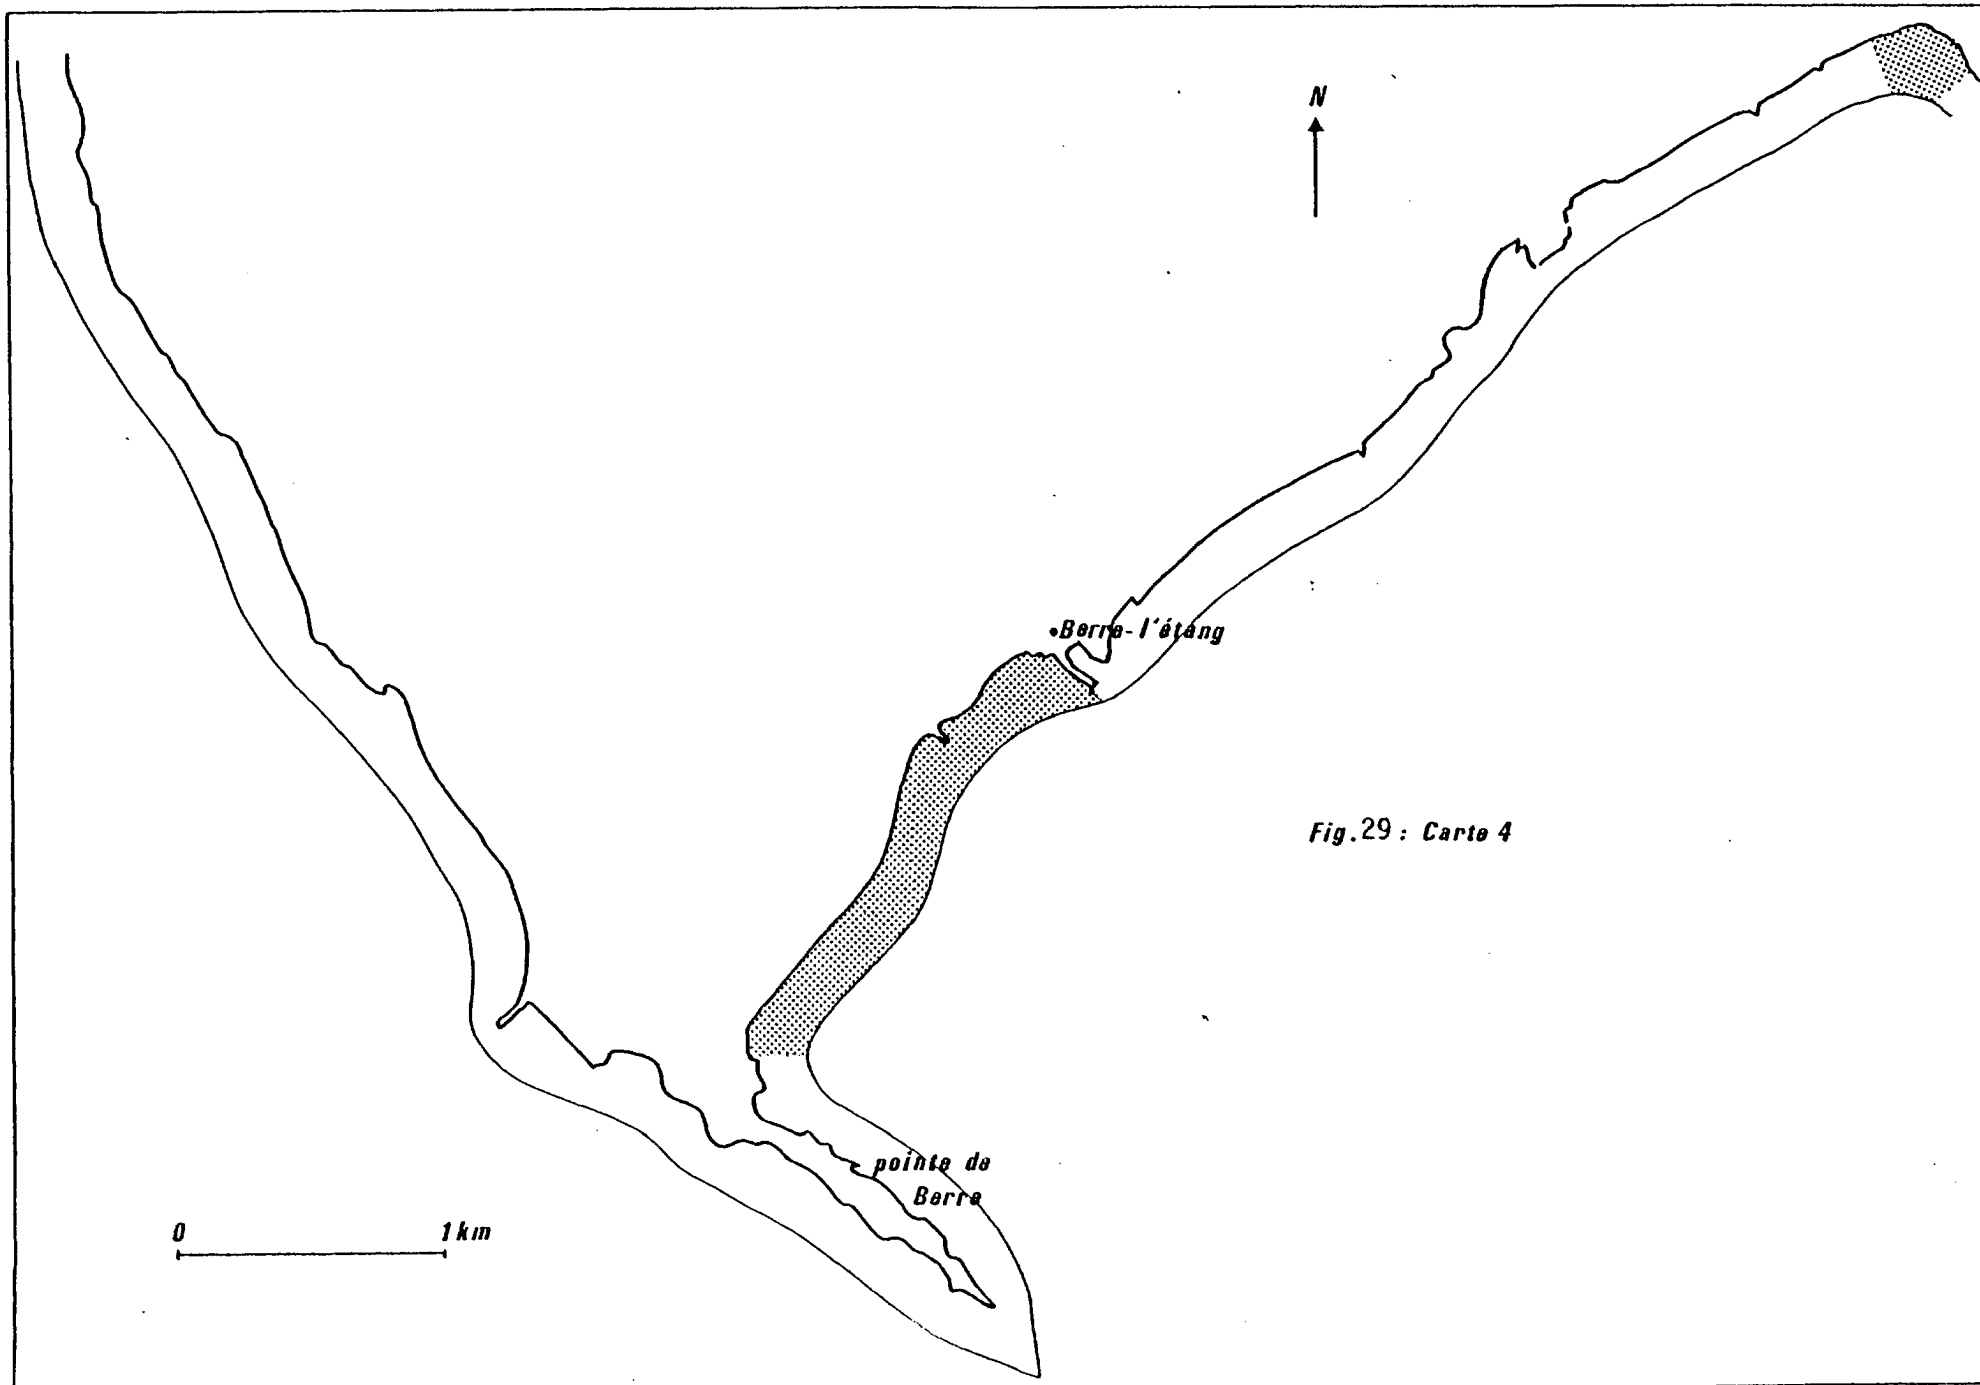 N
•Berre-l'étang
Fig.29 : Carte 4
pointe de
Berre
0 1 km